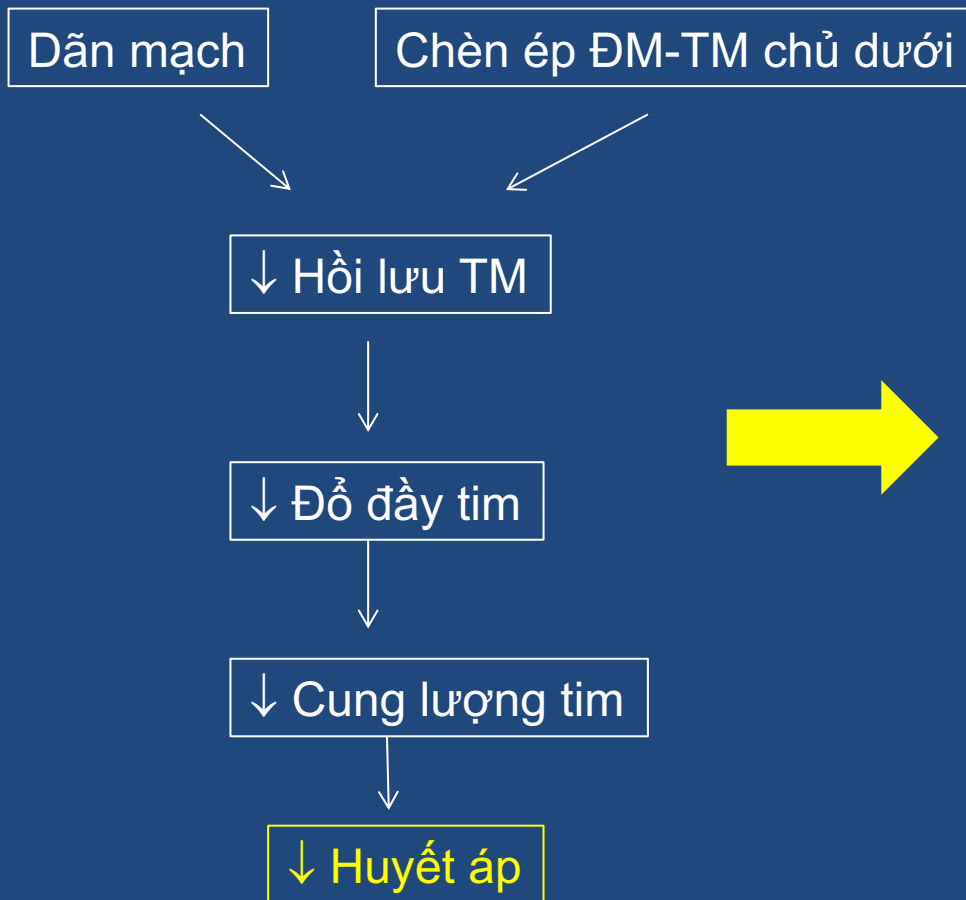 Dãn mạch
Chèn ép ĐM-TM chủ dưới
↓ Hồi lưu TM
↓ Đổ đầy tim
↓ Cung lượng tim
↓ Huyết áp